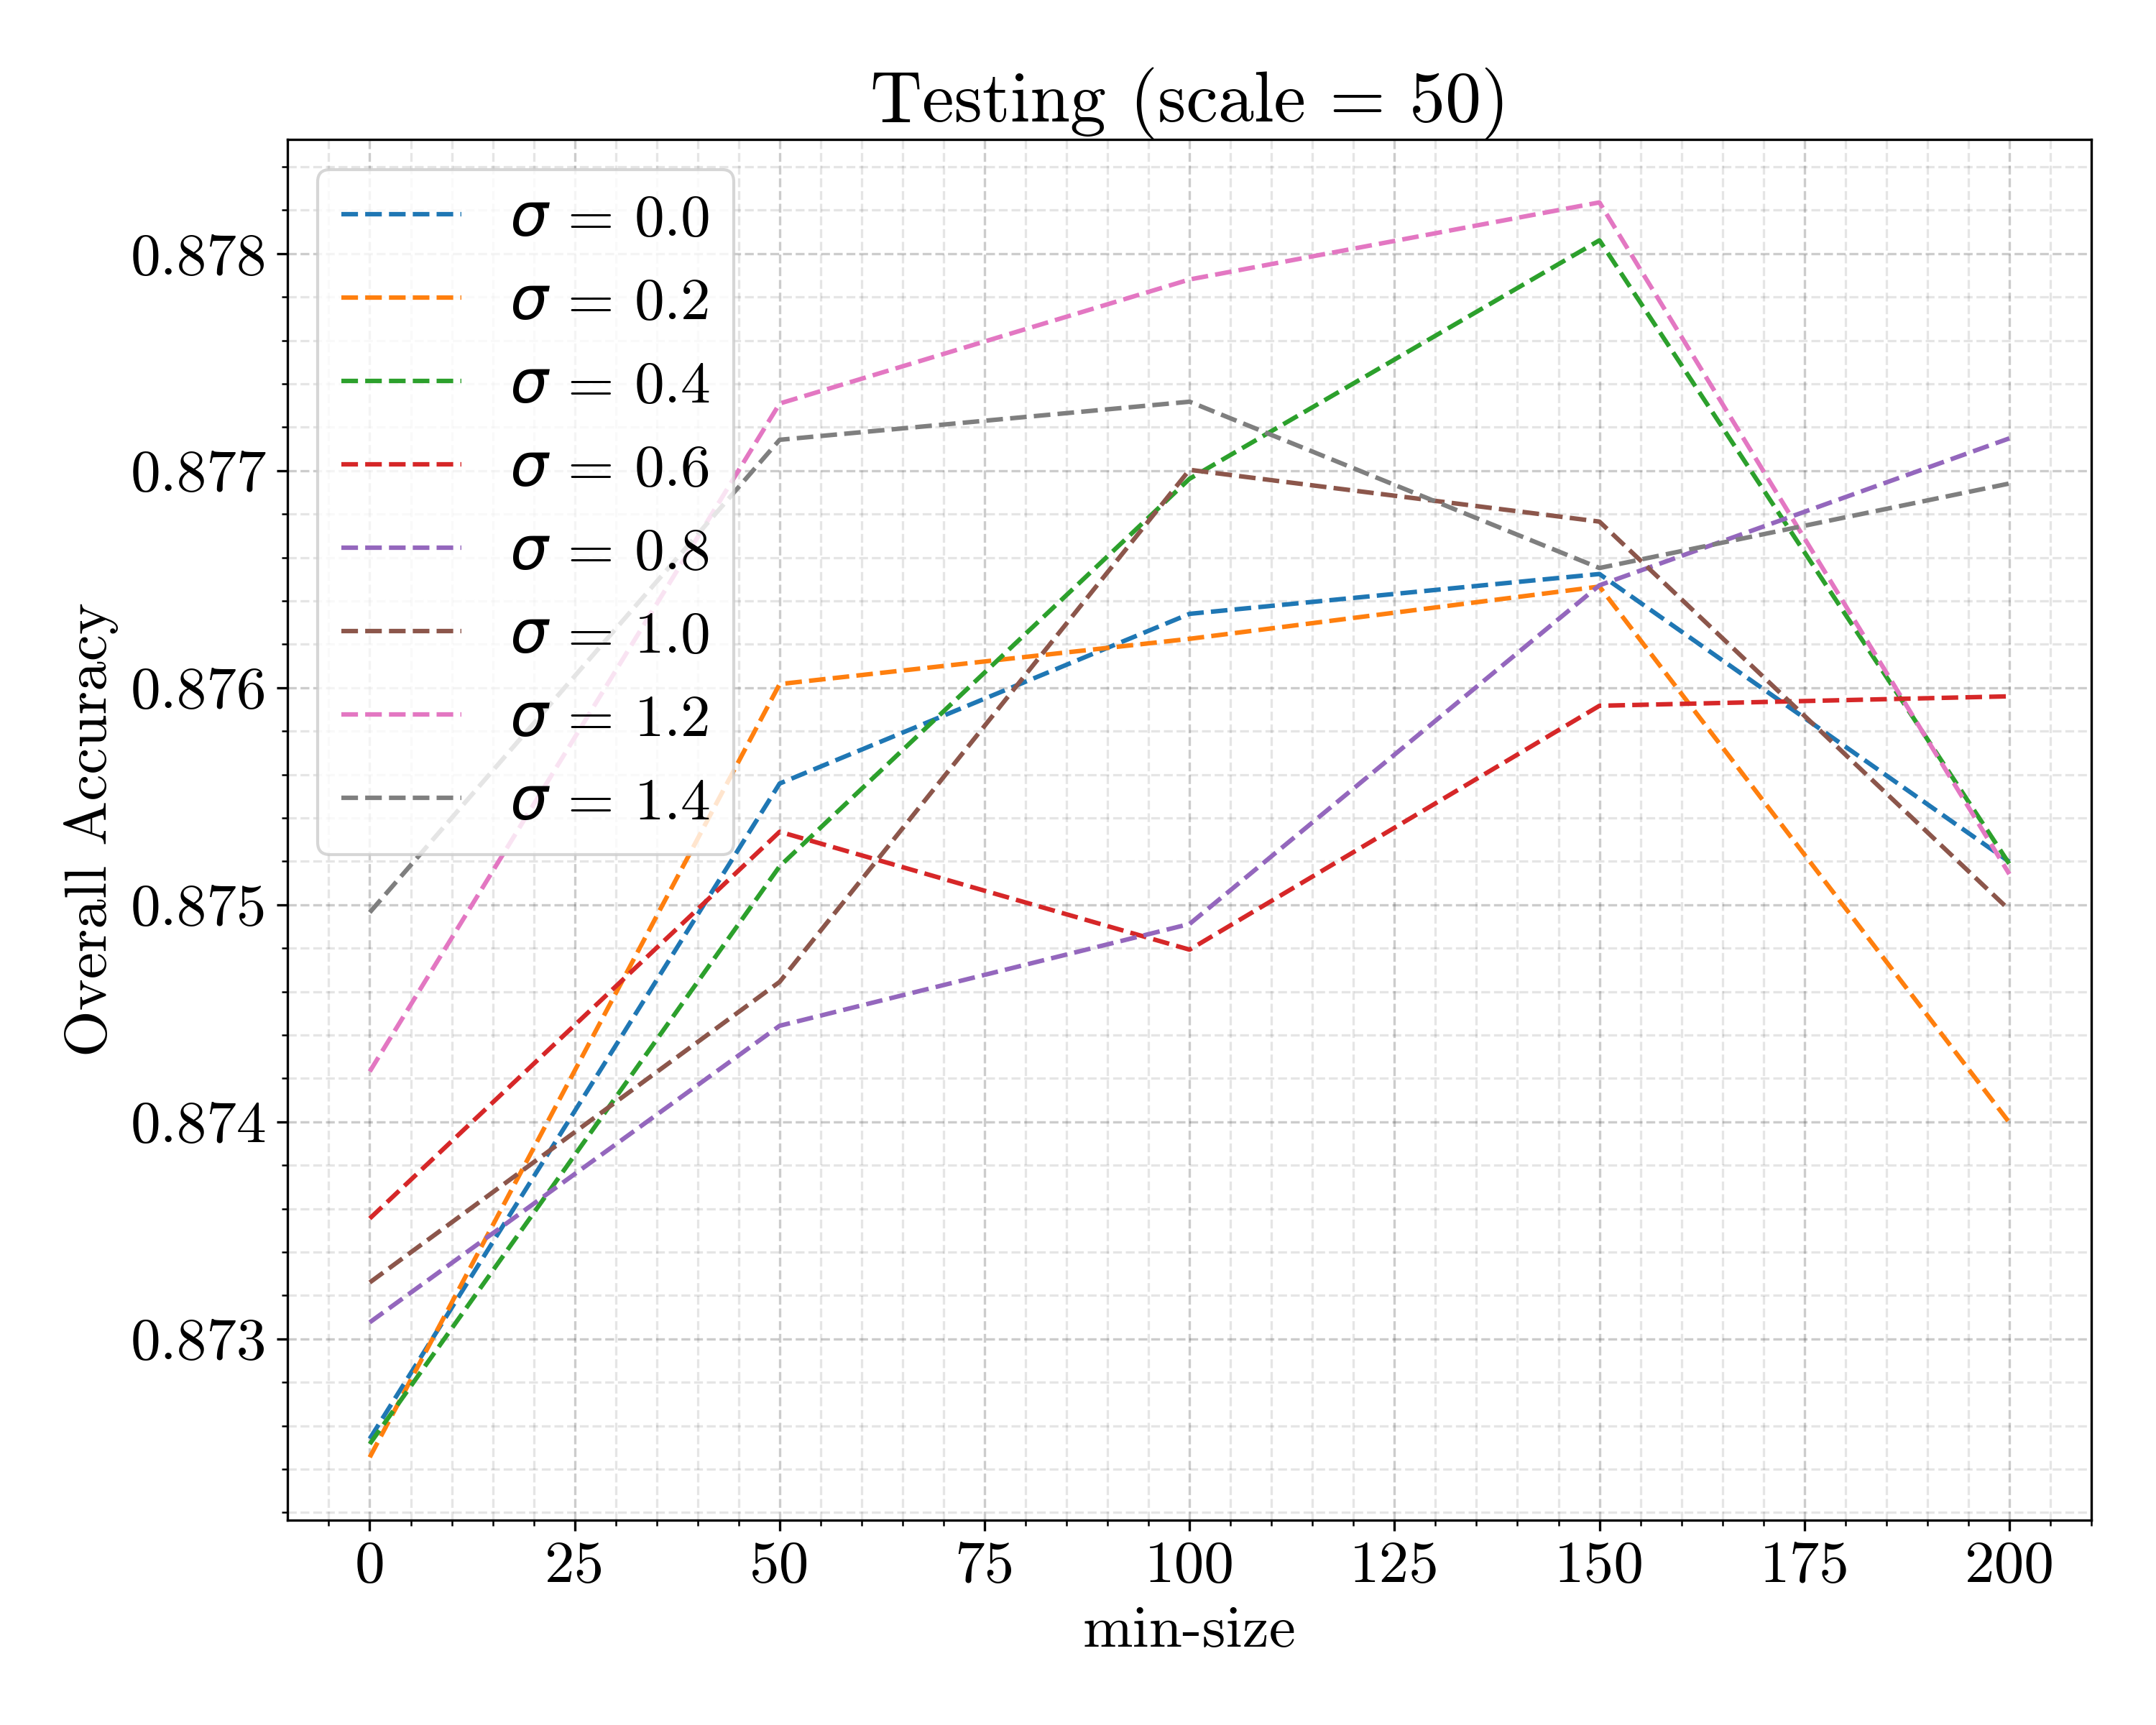 Testing (scale = 50)
σ = 0.0
σ = 0.2
σ = 0.4
σ = 0.6
σ = 0.8
σ = 1.0
σ = 1.2
σ = 1.4
0.878
0.877
0.876
0.875
0.874
0.873
Overall Accuracy
0 25 50 75 100 125 150 175 200
min-size